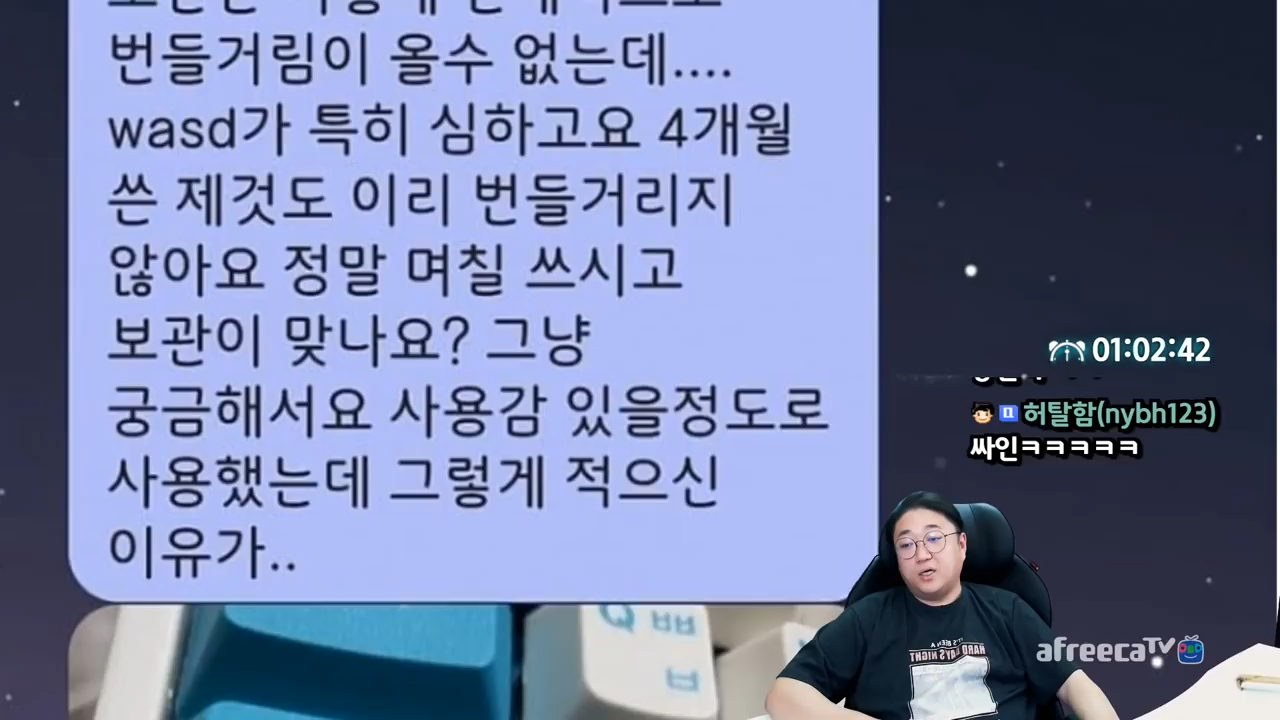 번들거림이 올수 없는데....
wasd가 특히 심하고요 4개월
쓴 제것도 이리 번들거리지
않아요 정말 며칠 쓰시고
보관이 맞나요? 그냥
궁금해서요 사용감 있을정도로
사용했는데 그렇게 적으신
이유가..
Q ㅃ
ㅂ
01:02:42
허탈함(nybh123)
싸인ㅋㅋㅋㅋㅋ
HARD DAY'S NIGHT
afreecaTV